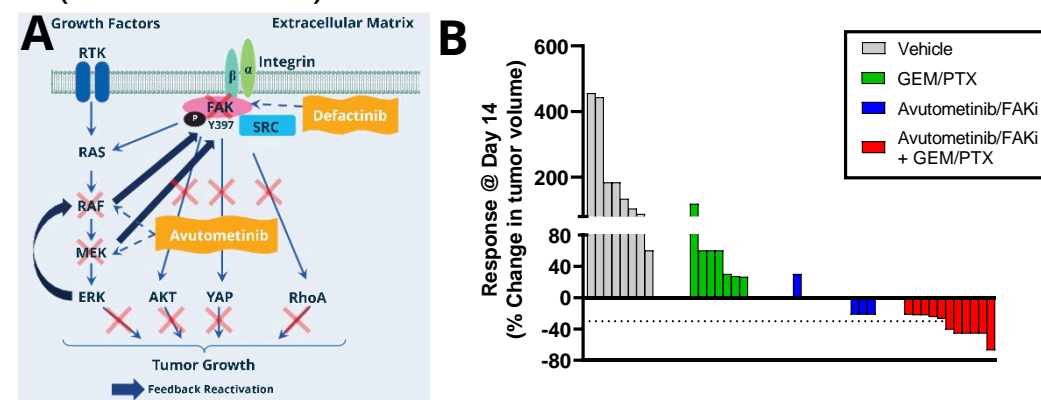 A
Growth Factors
Extracellular Matrix
RTK
β
α
Integrin
FAK
P
Y397
SRC
Defactinib
RAS
RAF
Avutometinib
MEK
ERK
AKT
YAP
RhoA
Tumor Growth
Feedback Reactivation
B
Response @ Day 14
(% Change in tumor volume)
600
400
200
80
40
0
-40
-80
Vehicle
GEM/PTX
Avutometinib/FAKi
Avutometinib/FAKi
+ GEM/PTX